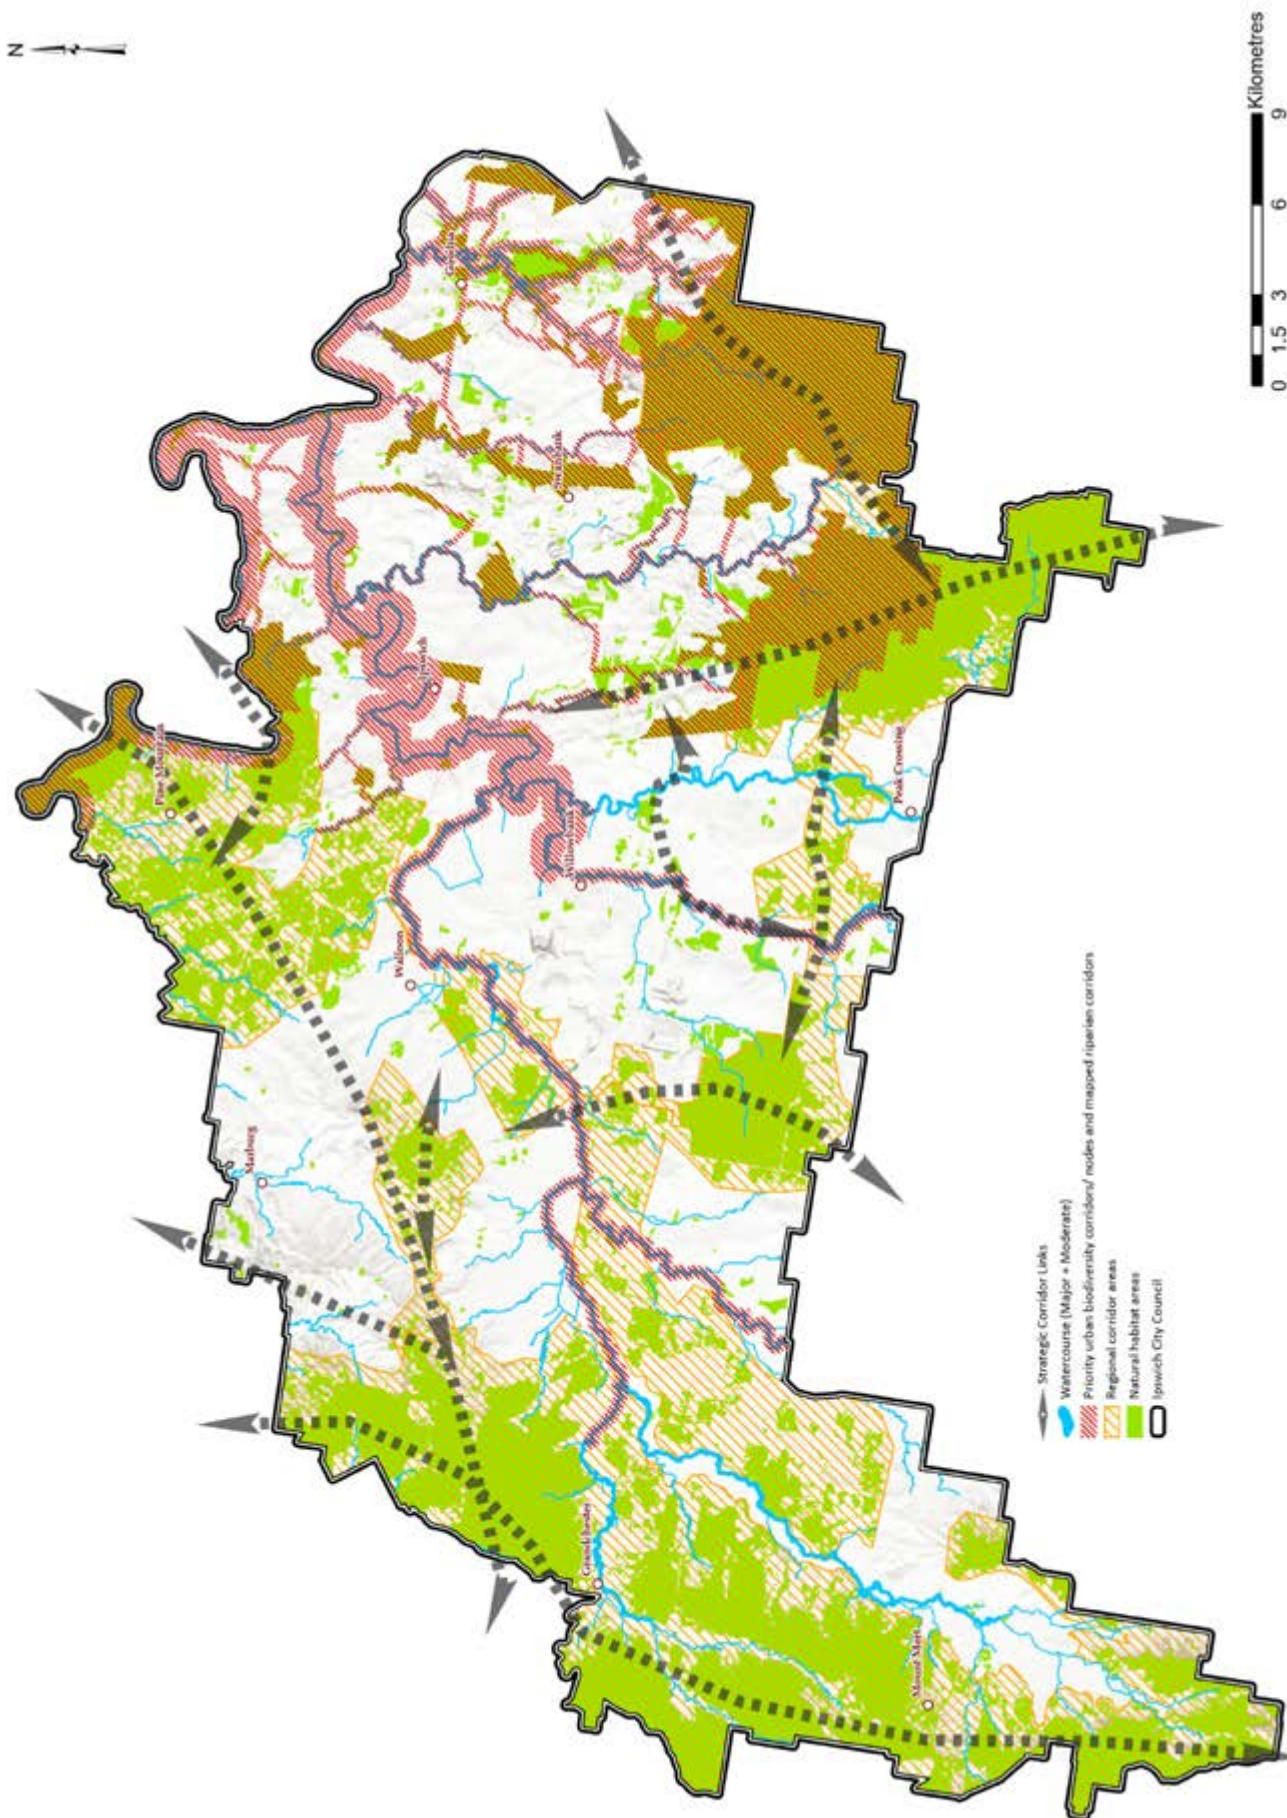 N
Pine Mountain
Marburg
Walloon
Ipswich
Goodna
Swanbank
Willowbank
Peak Crossing
Grandchester
Mount Mort
Strategic Corridor Links
Watercourse (Major + Moderate)
Priority urban biodiversity corridors/ nodes and mapped riparian corridors
Regional corridor areas
Natural habitat areas
Ipswich City Council
Kilometres
0 1.5 3 6 9